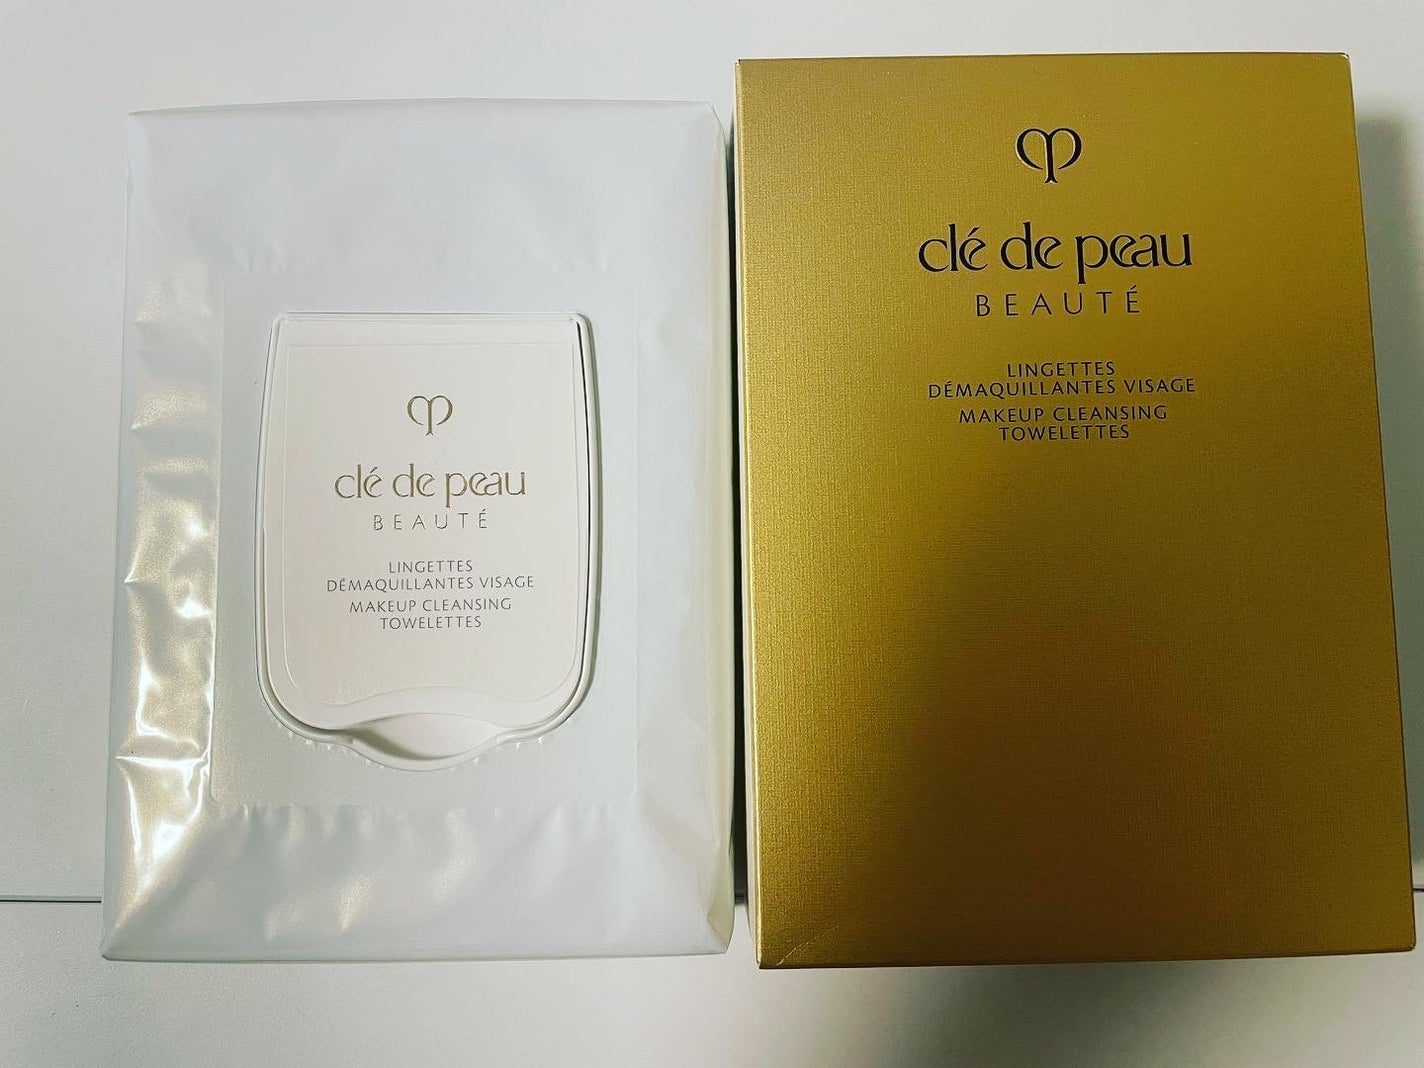 clé de peau
BEAUTÉ
LINGETTES
DÉMAQUILLANTES VISAGE
MAKEUP CLEANSING
TOWELETTES
clé de peau
BEAUTÉ
LINGETTES
DÉMAQUILLANTES VISAGE
MAKEUP CLEANSING
TOWELETTES